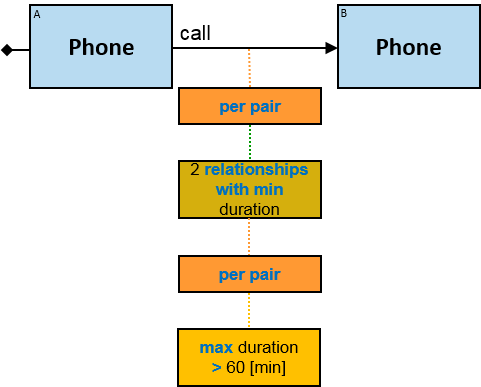 A
Phone
call
B
Phone
per pair
2 relationships
with min
duration
per pair
max duration
> 60 [min]